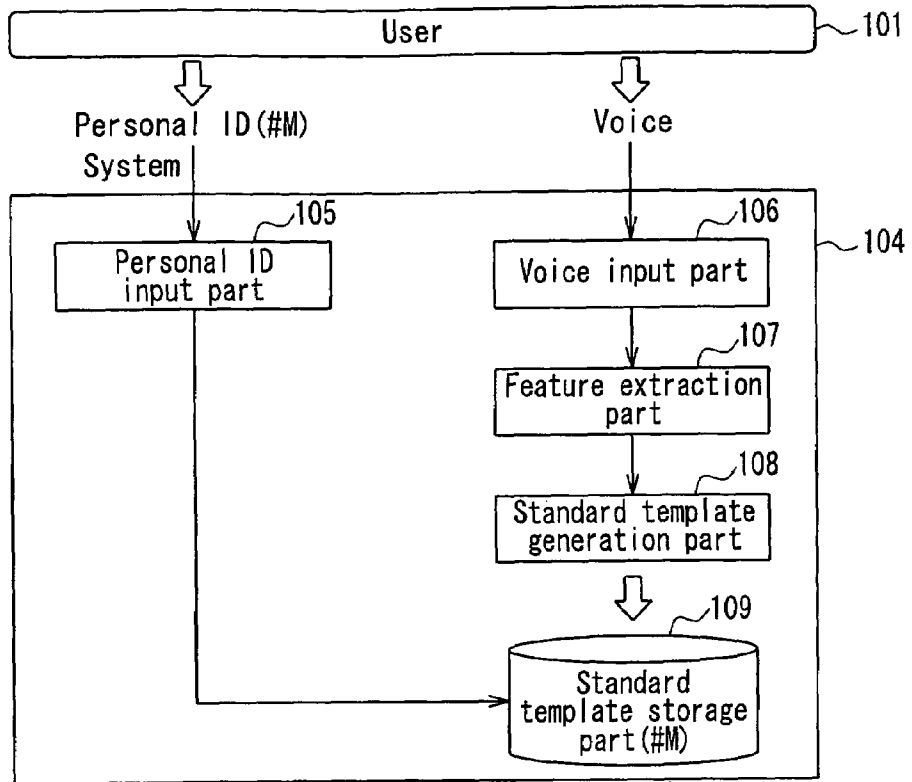 User
101
Personal ID(#M)
Voice
System
105
106
104
Personal ID
input part
Voice input part
107
Feature extraction
part
108
Standard template
generation part
109
Standard
template storage
part(#M)